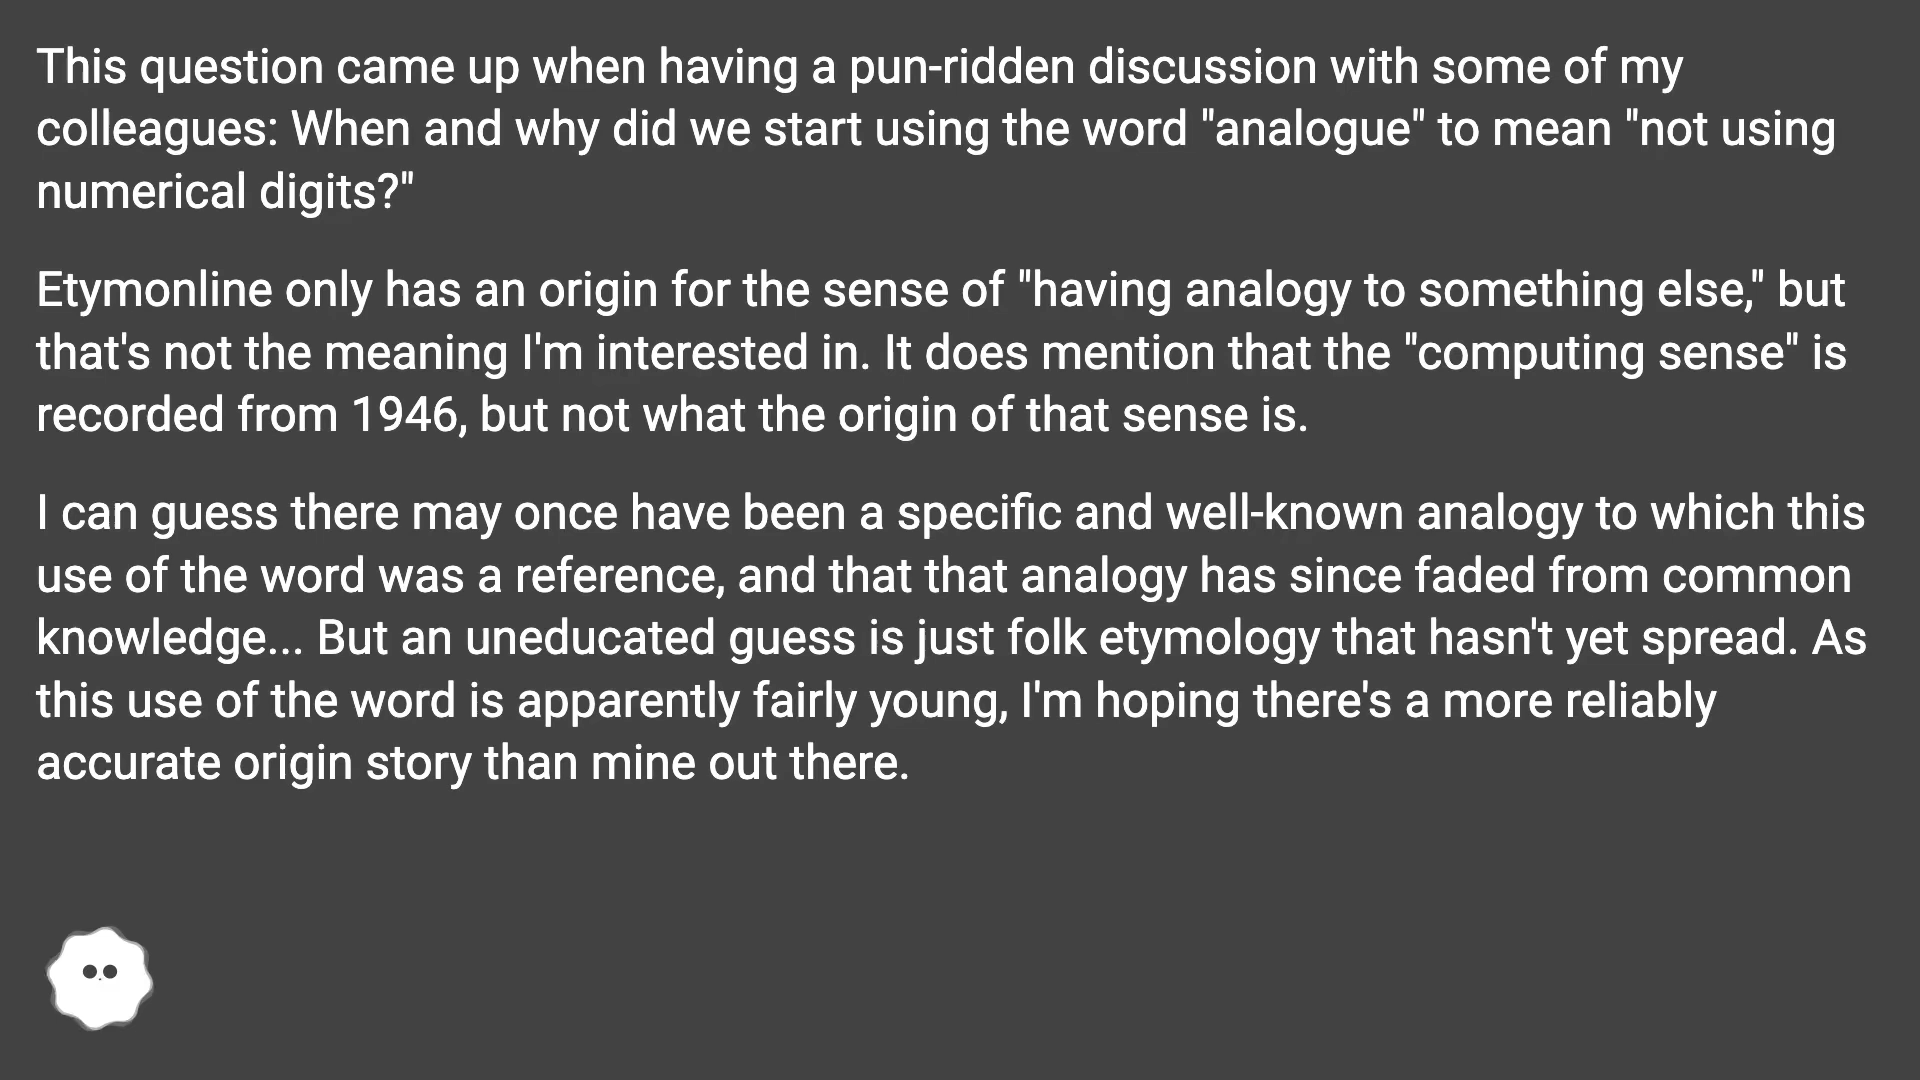 This question came up when having a pun-ridden discussion with some of my
colleagues: When and why did we start using the word "analogue" to mean "not using
numerical digits?"
Etymonline only has an origin for the sense of "having analogy to something else," but
that's not the meaning I'm interested in. It does mention that the "computing sense" is
recorded from 1946, but not what the origin of that sense is.
I can guess there may once have been a specific and well-known analogy to which this
use of the word was a reference, and that that analogy has since faded from common
knowledge... But an uneducated guess is just folk etymology that hasn't yet spread. As
this use of the word is apparently fairly young, I'm hoping there's a more reliably
accurate origin story than mine out there.